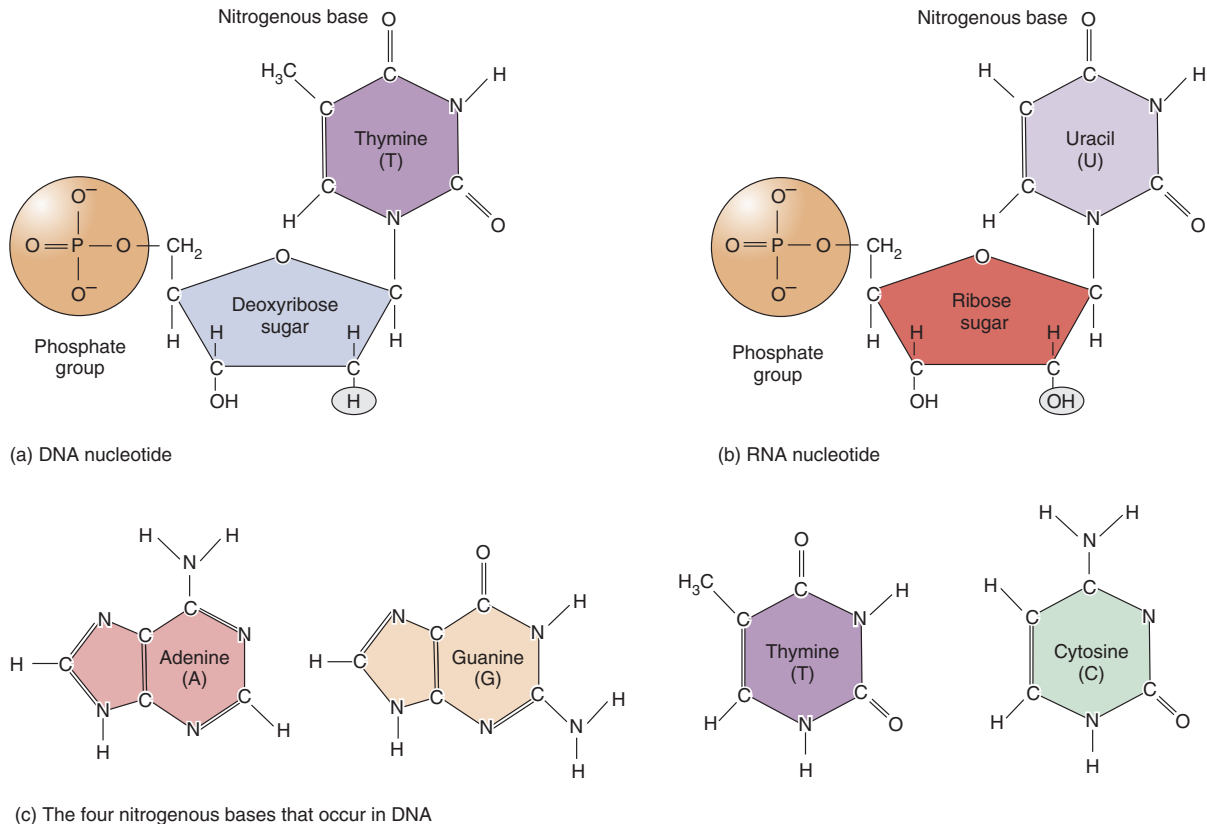 Nitrogenous base
O
H₃C
C
H
C
N
Thymine
(T)
C
C
H
N
O
O⁻
O
P
O
CH₂
O⁻
O
C
Deoxyribose
sugar
C
H
H
H
H
C
C
OH
H
Phosphate
group
(a) DNA nucleotide
Nitrogenous base
O
H
C
H
C
N
Uracil
(U)
C
C
H
N
O
O⁻
O
P
O
CH₂
O⁻
O
C
Ribose
sugar
C
H
H
H
H
C
C
OH
OH
Phosphate
group
(b) RNA nucleotide
H
H
N
C
N
C
N
H
C
Adenine
(A)
N
C
C
N
H
H
O
C
H
N
C
N
H
C
Guanine
(G)
N
C
C
N
N
H
H
H
O
H₃C
C
H
C
N
Thymine
(T)
C
C
H
N
O
H
H
H
N
H
C
C
N
Cytosine
(C)
C
C
H
N
O
H
(c) The four nitrogenous bases that occur in DNA